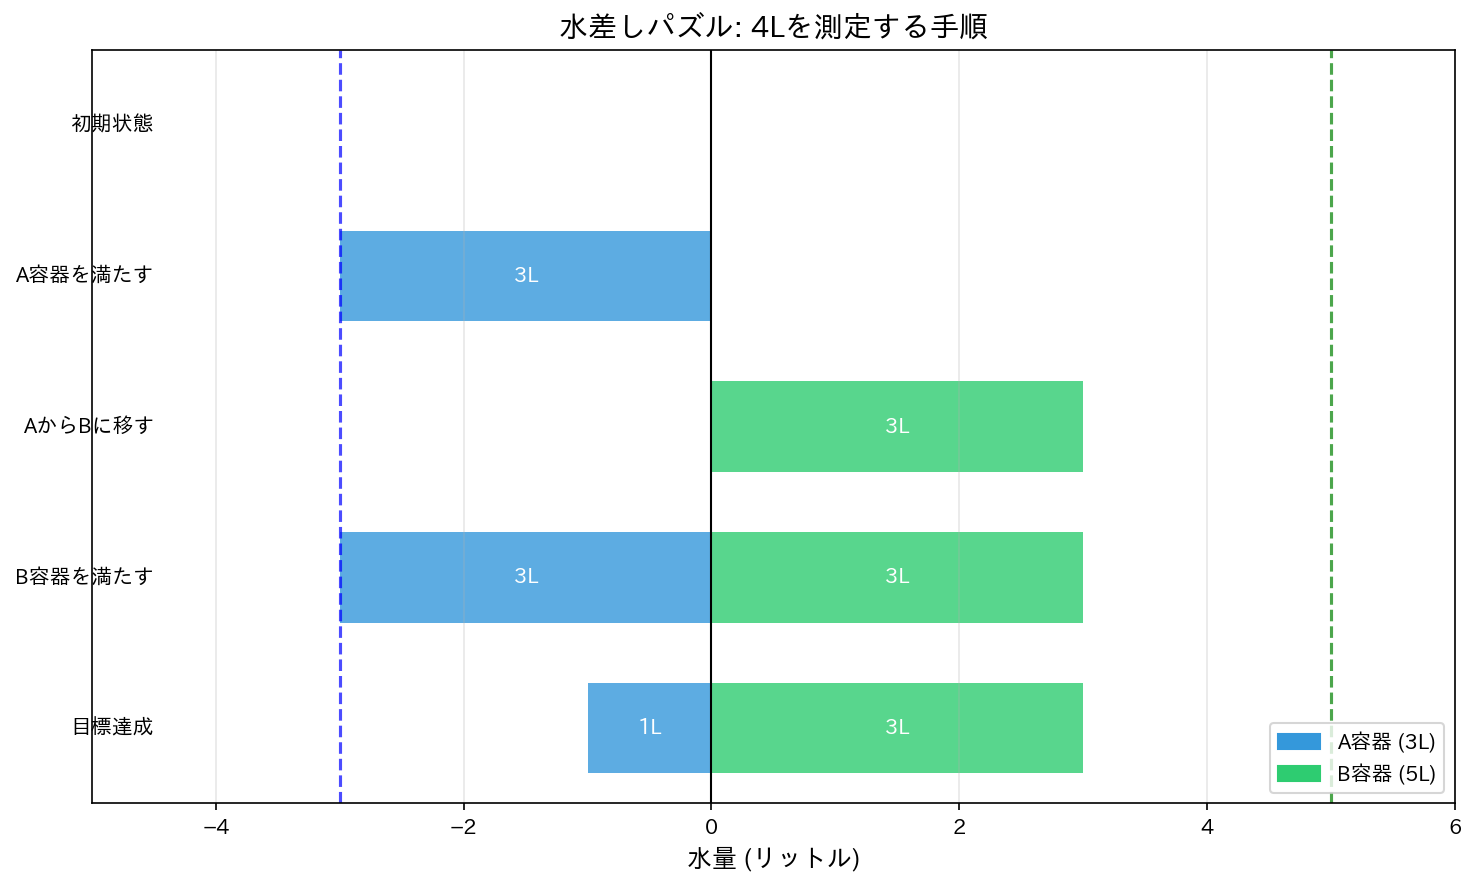 水差しパズル: 4Lを測定する手順
初期状態
A容器を満たす
3L
AからBに移す
3L
B容器を満たす
3L
3L
目標達成
1L
3L
A容器 (3L)
B容器 (5L)
−4
−2
0
2
4
6
水量 (リットル)